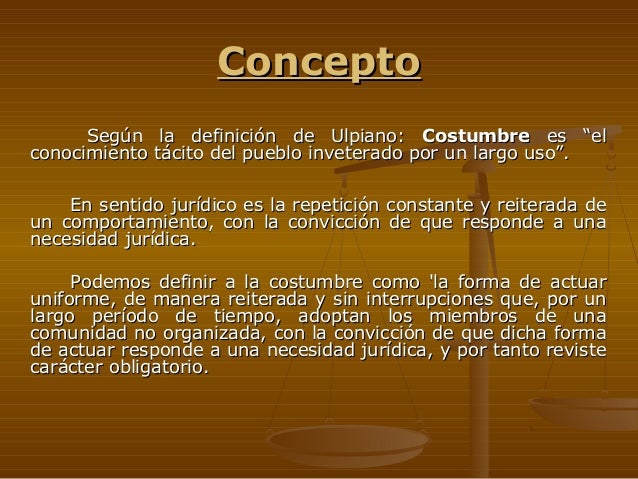 Concepto
Según la definición de Ulpiano: Costumbre es “el
conocimiento tácito del pueblo inveterado por un largo uso”.
En sentido jurídico es la repetición constante y reiterada de
un comportamiento, con la convicción de que responde a una
necesidad jurídica.
Podemos definir a la costumbre como 'la forma de actuar
uniforme, de manera reiterada y sin interrupciones que, por un
largo período de tiempo, adoptan los miembros de una
comunidad no organizada, con la convicción de que dicha forma
de actuar responde a una necesidad jurídica, y por tanto reviste
carácter obligatorio.